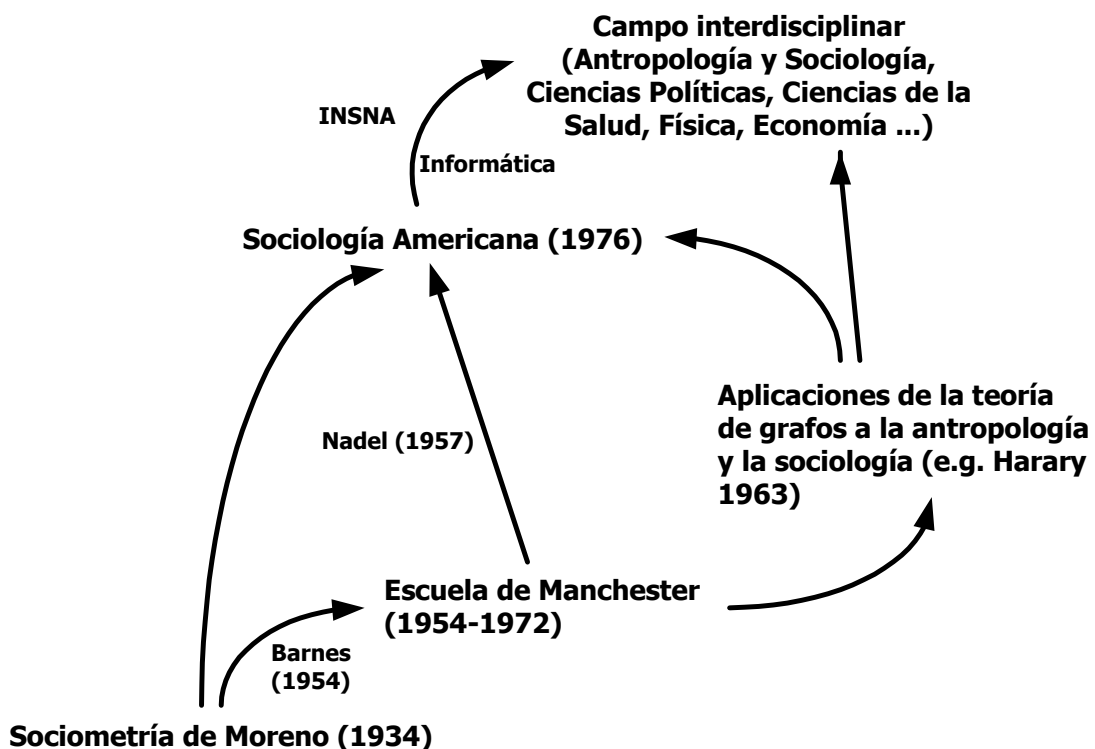 Campo interdisciplinar
(Antropología y Sociología,
Ciencias Políticas, Ciencias de la
Salud, Física, Economía ...)
INSNA
Informática
Sociología Americana (1976)
Aplicaciones de la teoría
de grafos a la antropología
y la sociología (e.g. Harary
1963)
Nadel (1957)
Escuela de Manchester
(1954-1972)
Barnes
(1954)
Sociometría de Moreno (1934)